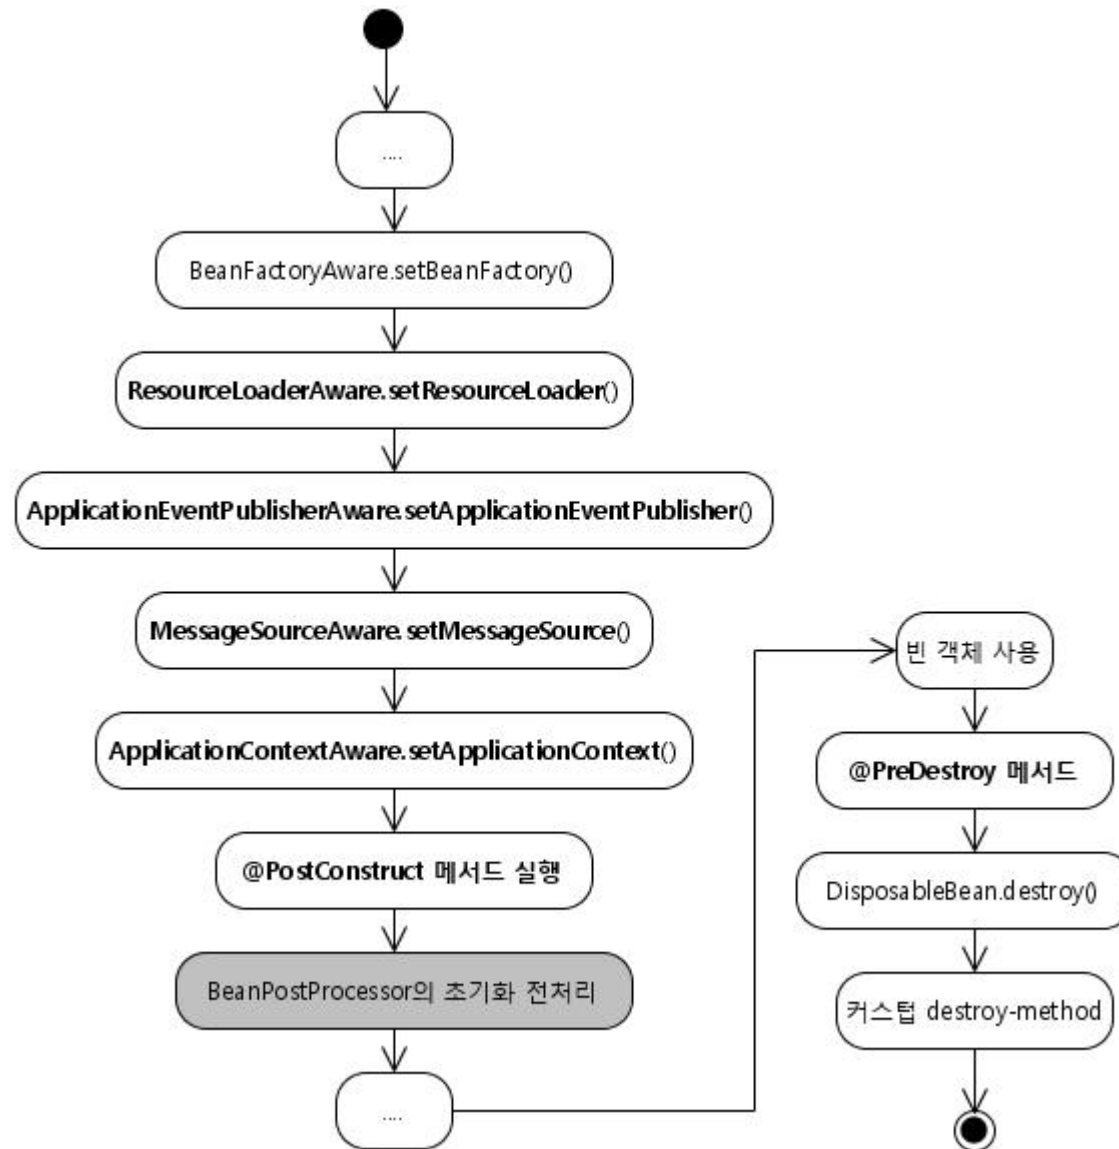 ....
BeanFactoryAware.setBeanFactory()
ResourceLoaderAware.setResourceLoader()
ApplicationEventPublisherAware.setApplicationEventPublisher()
MessageSourceAware.setMessageSource()
ApplicationContextAware.setApplicationContext()
@PostConstruct 메서드 실행
BeanPostProcessor의 초기화 전처리
....
빈 객체 사용
@PreDestroy 메서드
DisposableBean.destroy()
커스텀 destroy-method